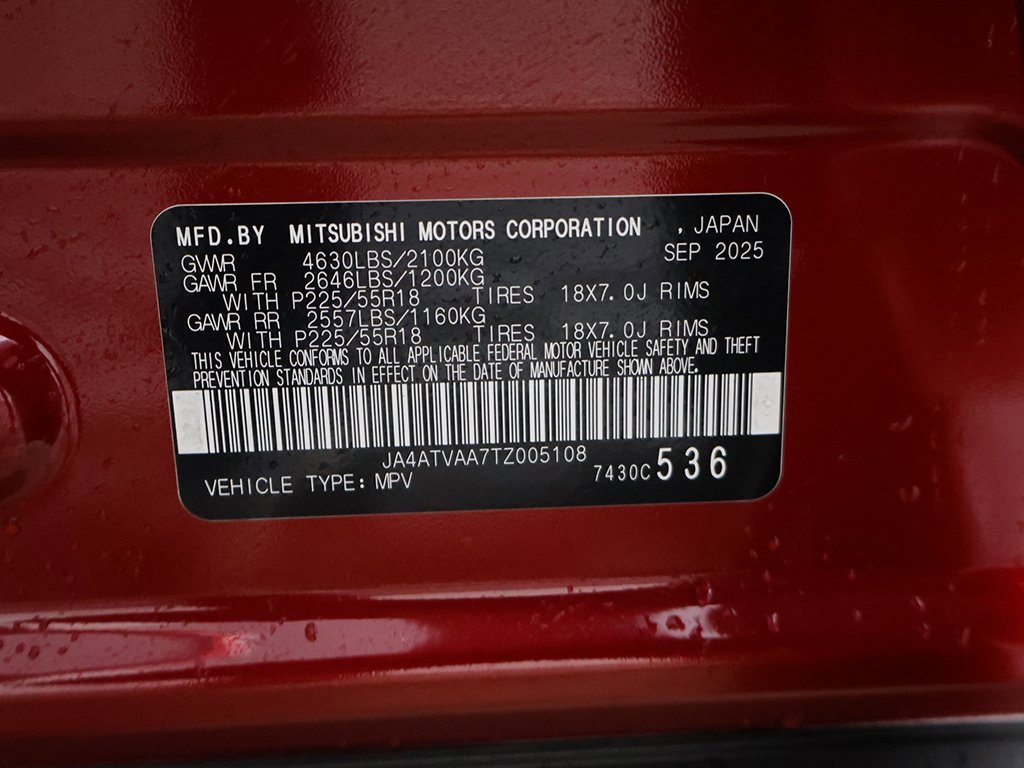 MFD.BY MITSUBISHI MOTORS CORPORATION , JAPAN
SEP 2025
GVWR 4630LBS/2100KG
GAWR FR 2646LBS/1200KG
WITH P225/55R18 TIRES 18X7.0J RIMS
GAWR RR 2557LBS/1160KG
WITH P225/55R18 TIRES 18X7.0J RIMS
THIS VEHICLE CONFORMS TO ALL APPLICABLE FEDERAL MOTOR VEHICLE SAFETY AND THEFT
PREVENTION STANDARDS IN EFFECT ON THE DATE OF MANUFACTURE SHOWN ABOVE.
JA4ATVAA7TZ005108
VEHICLE TYPE: MPV 7430C 536